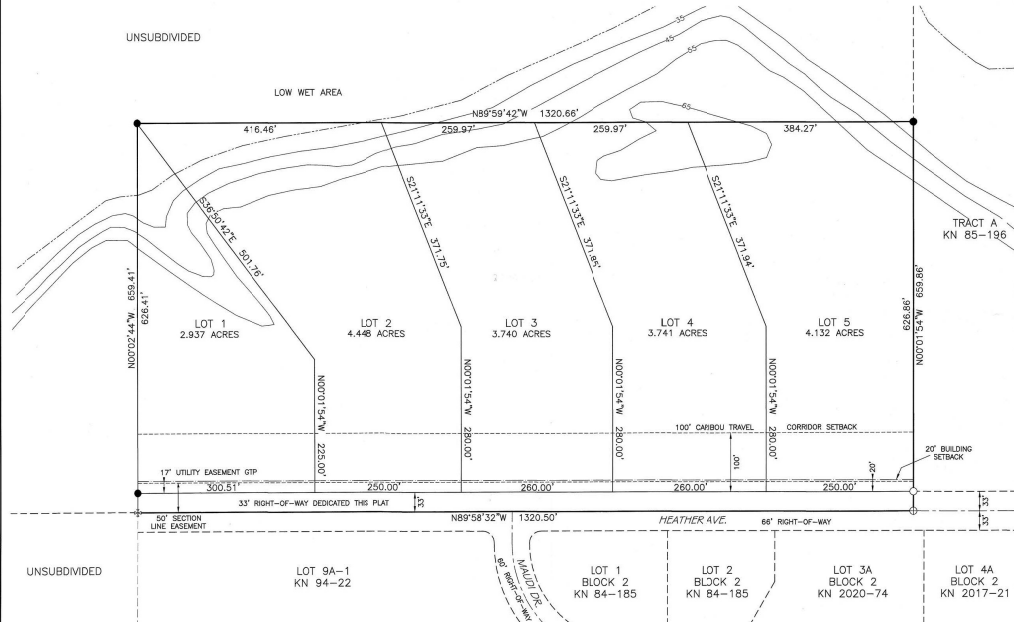 UNSUBDIVIDED
35
45
55
LOW WET AREA
65
N89°59'42"W 1320.66'
416.46'
259.97'
259.97'
384.27'
S36°50'42"E 501.76'
S21°11'33"E 371.75'
S21°11'33"E 371.85'
S21°11'33"E 371.94'
TRACT A
KN 85-196
N00°02'44"W 659.41'
626.41'
626.86'
N00°01'54"W 659.86'
LOT 1
2.937 ACRES
LOT 2
4.448 ACRES
LOT 3
3.740 ACRES
LOT 4
3.741 ACRES
LOT 5
4.132 ACRES
N00°01'54"W 225.00'
N00°01'54"W 280.00'
N00°01'54"W 280.00'
N00°01'54"W 280.00'
100' CARIBOU TRAVEL CORRIDOR SETBACK
100'
20' BUILDING
SETBACK
20'
17' UTILITY EASEMENT GTP
300.51'
250.00'
260.00'
260.00'
250.00'
33' RIGHT-OF-WAY DEDICATED THIS PLAT
33'
33'
33'
50' SECTION
LINE EASEMENT
N89°58'32"W 1320.50'
HEATHER AVE.
66' RIGHT-OF-WAY
UNSUBDIVIDED
LOT 9A-1
KN 94-22
60' RIGHT-OF-WAY
MAUDI DR.
LOT 1
BLOCK 2
KN 84-185
LOT 2
BLOCK 2
KN 84-185
LOT 3A
BLOCK 2
KN 2020-74
LOT 4A
BLOCK 2
KN 2017-21